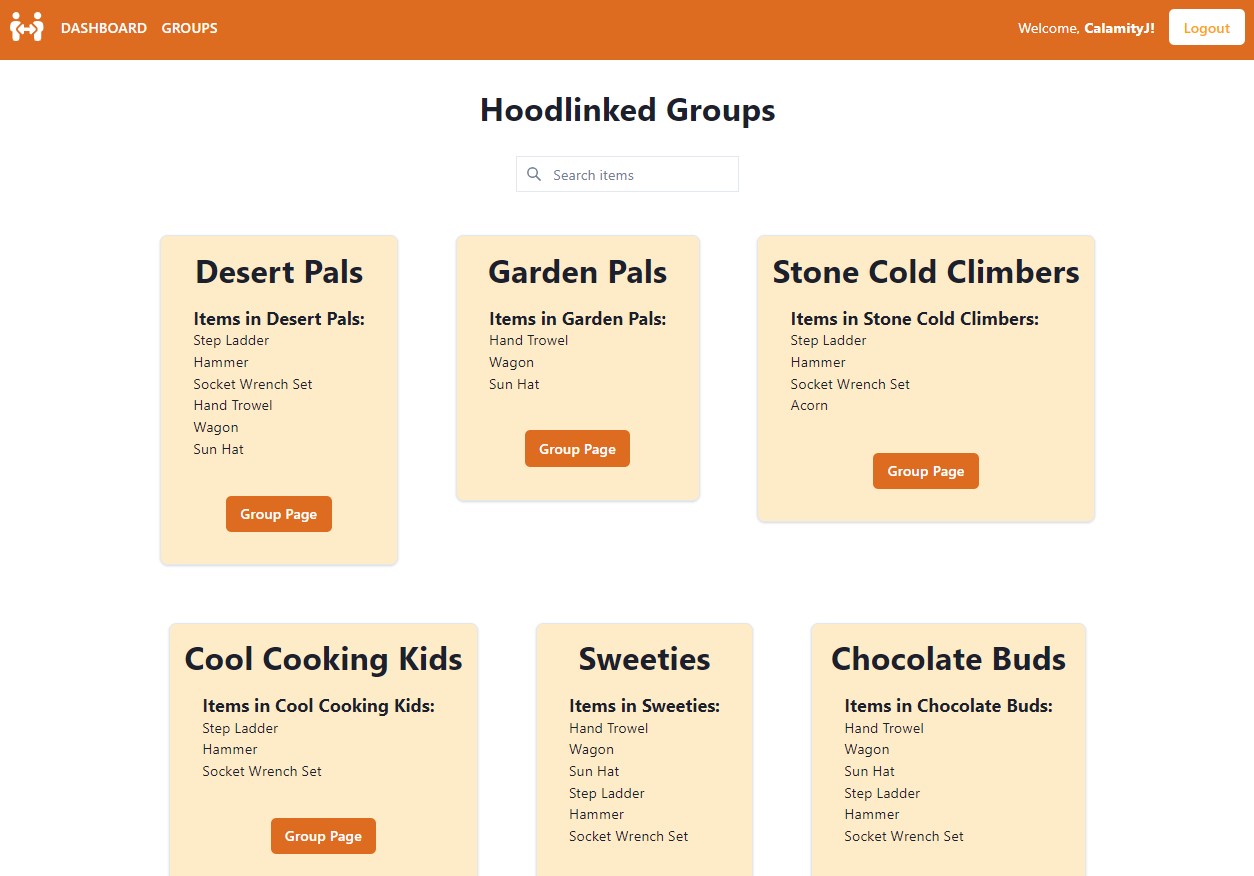 DASHBOARD GROUPS Welcome, CalamityJ! Logout
Hoodlinked Groups
Search items
Desert Pals
Items in Desert Pals:
Step Ladder
Hammer
Socket Wrench Set
Hand Trowel
Wagon
Sun Hat
Group Page
Garden Pals
Items in Garden Pals:
Hand Trowel
Wagon
Sun Hat
Group Page
Stone Cold Climbers
Items in Stone Cold Climbers:
Step Ladder
Hammer
Socket Wrench Set
Acorn
Group Page
Cool Cooking Kids
Items in Cool Cooking Kids:
Step Ladder
Hammer
Socket Wrench Set
Group Page
Sweeties
Items in Sweeties:
Hand Trowel
Wagon
Sun Hat
Step Ladder
Hammer
Socket Wrench Set
Chocolate Buds
Items in Chocolate Buds:
Hand Trowel
Wagon
Sun Hat
Step Ladder
Hammer
Socket Wrench Set